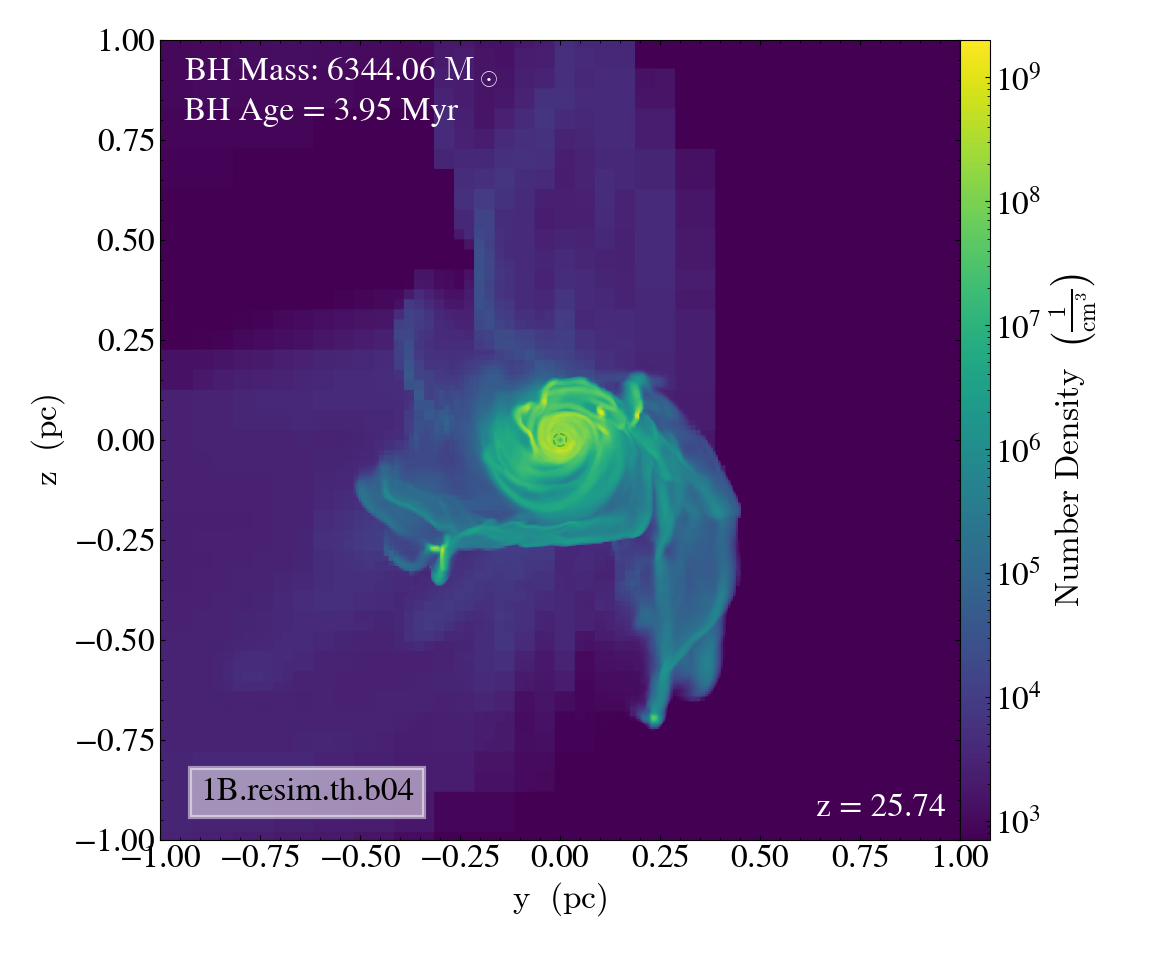 BH Mass: 6344.06 M⊙
BH Age = 3.95 Myr
1.00
0.75
0.50
0.25
0.00
−0.25
−0.50
−0.75
−1.00
z (pc)
1B.resim.th.b04
z = 25.74
−1.00 −0.75 −0.50 −0.25 0.00 0.25 0.50 0.75 1.00
y (pc)
10⁹
10⁸
10⁷
10⁶
10⁵
10⁴
10³
Number Density (1/cm³)